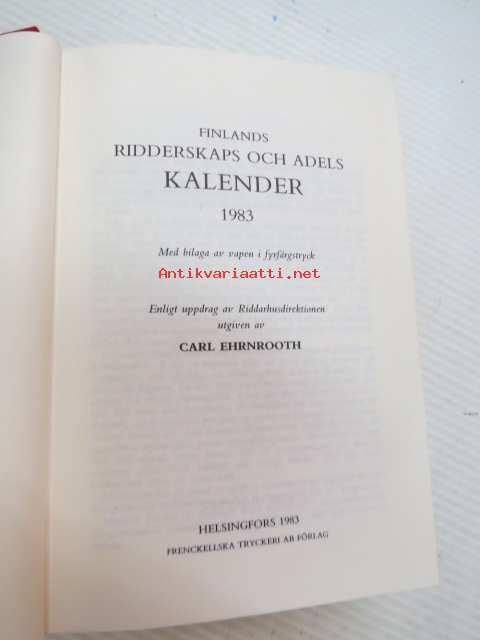 FINLANDS
RIDDERSKAPS OCH ADELS
KALENDER
1983
Med bilaga av vapen i fyrfärgstryck
Antikvariaatti.net
Enligt uppdrag av Riddarhusdirektionen
utgiven av
CARL EHRNROOTH
HELSINGFORS 1983
FRENCKELLSKA TRYCKERI AB FÖRLAG